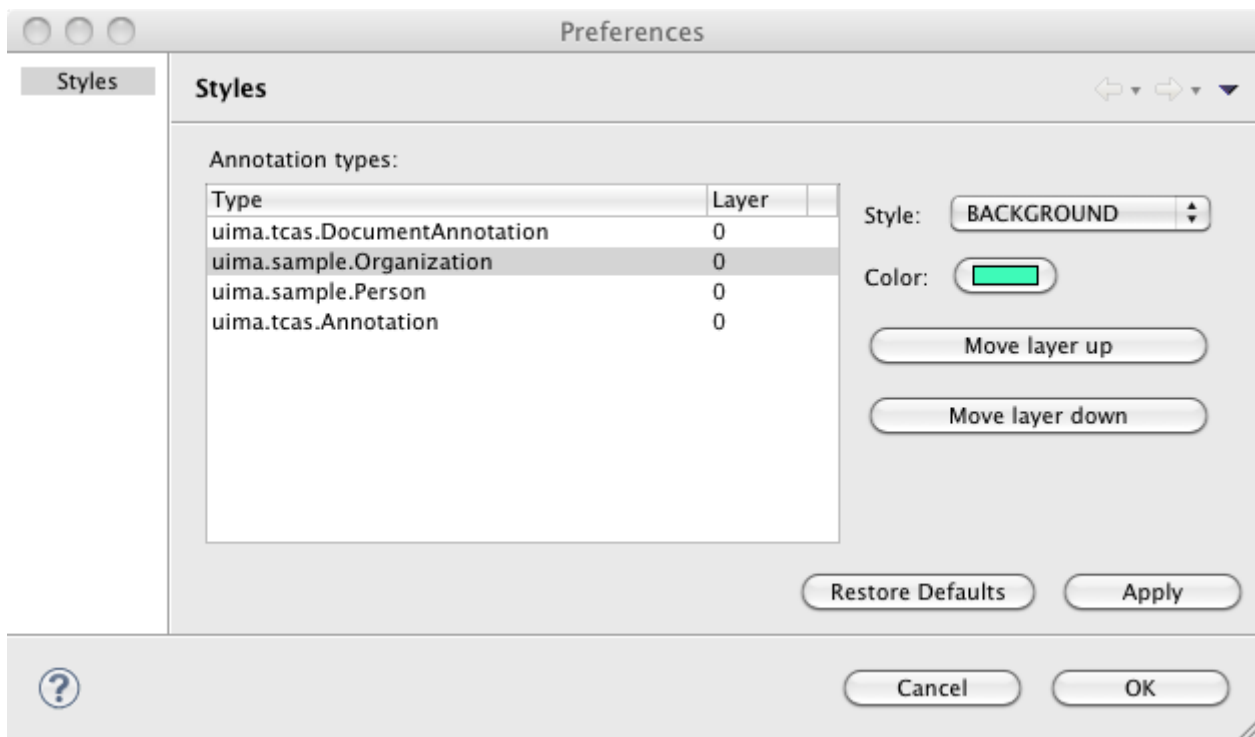 Preferences
Styles
Styles
Annotation types:
Type Layer
uima.tcas.DocumentAnnotation 0
uima.sample.Organization 0
uima.sample.Person 0
uima.tcas.Annotation 0
Style: BACKGROUND
Color:
Move layer up
Move layer down
Restore Defaults Apply
? Cancel OK